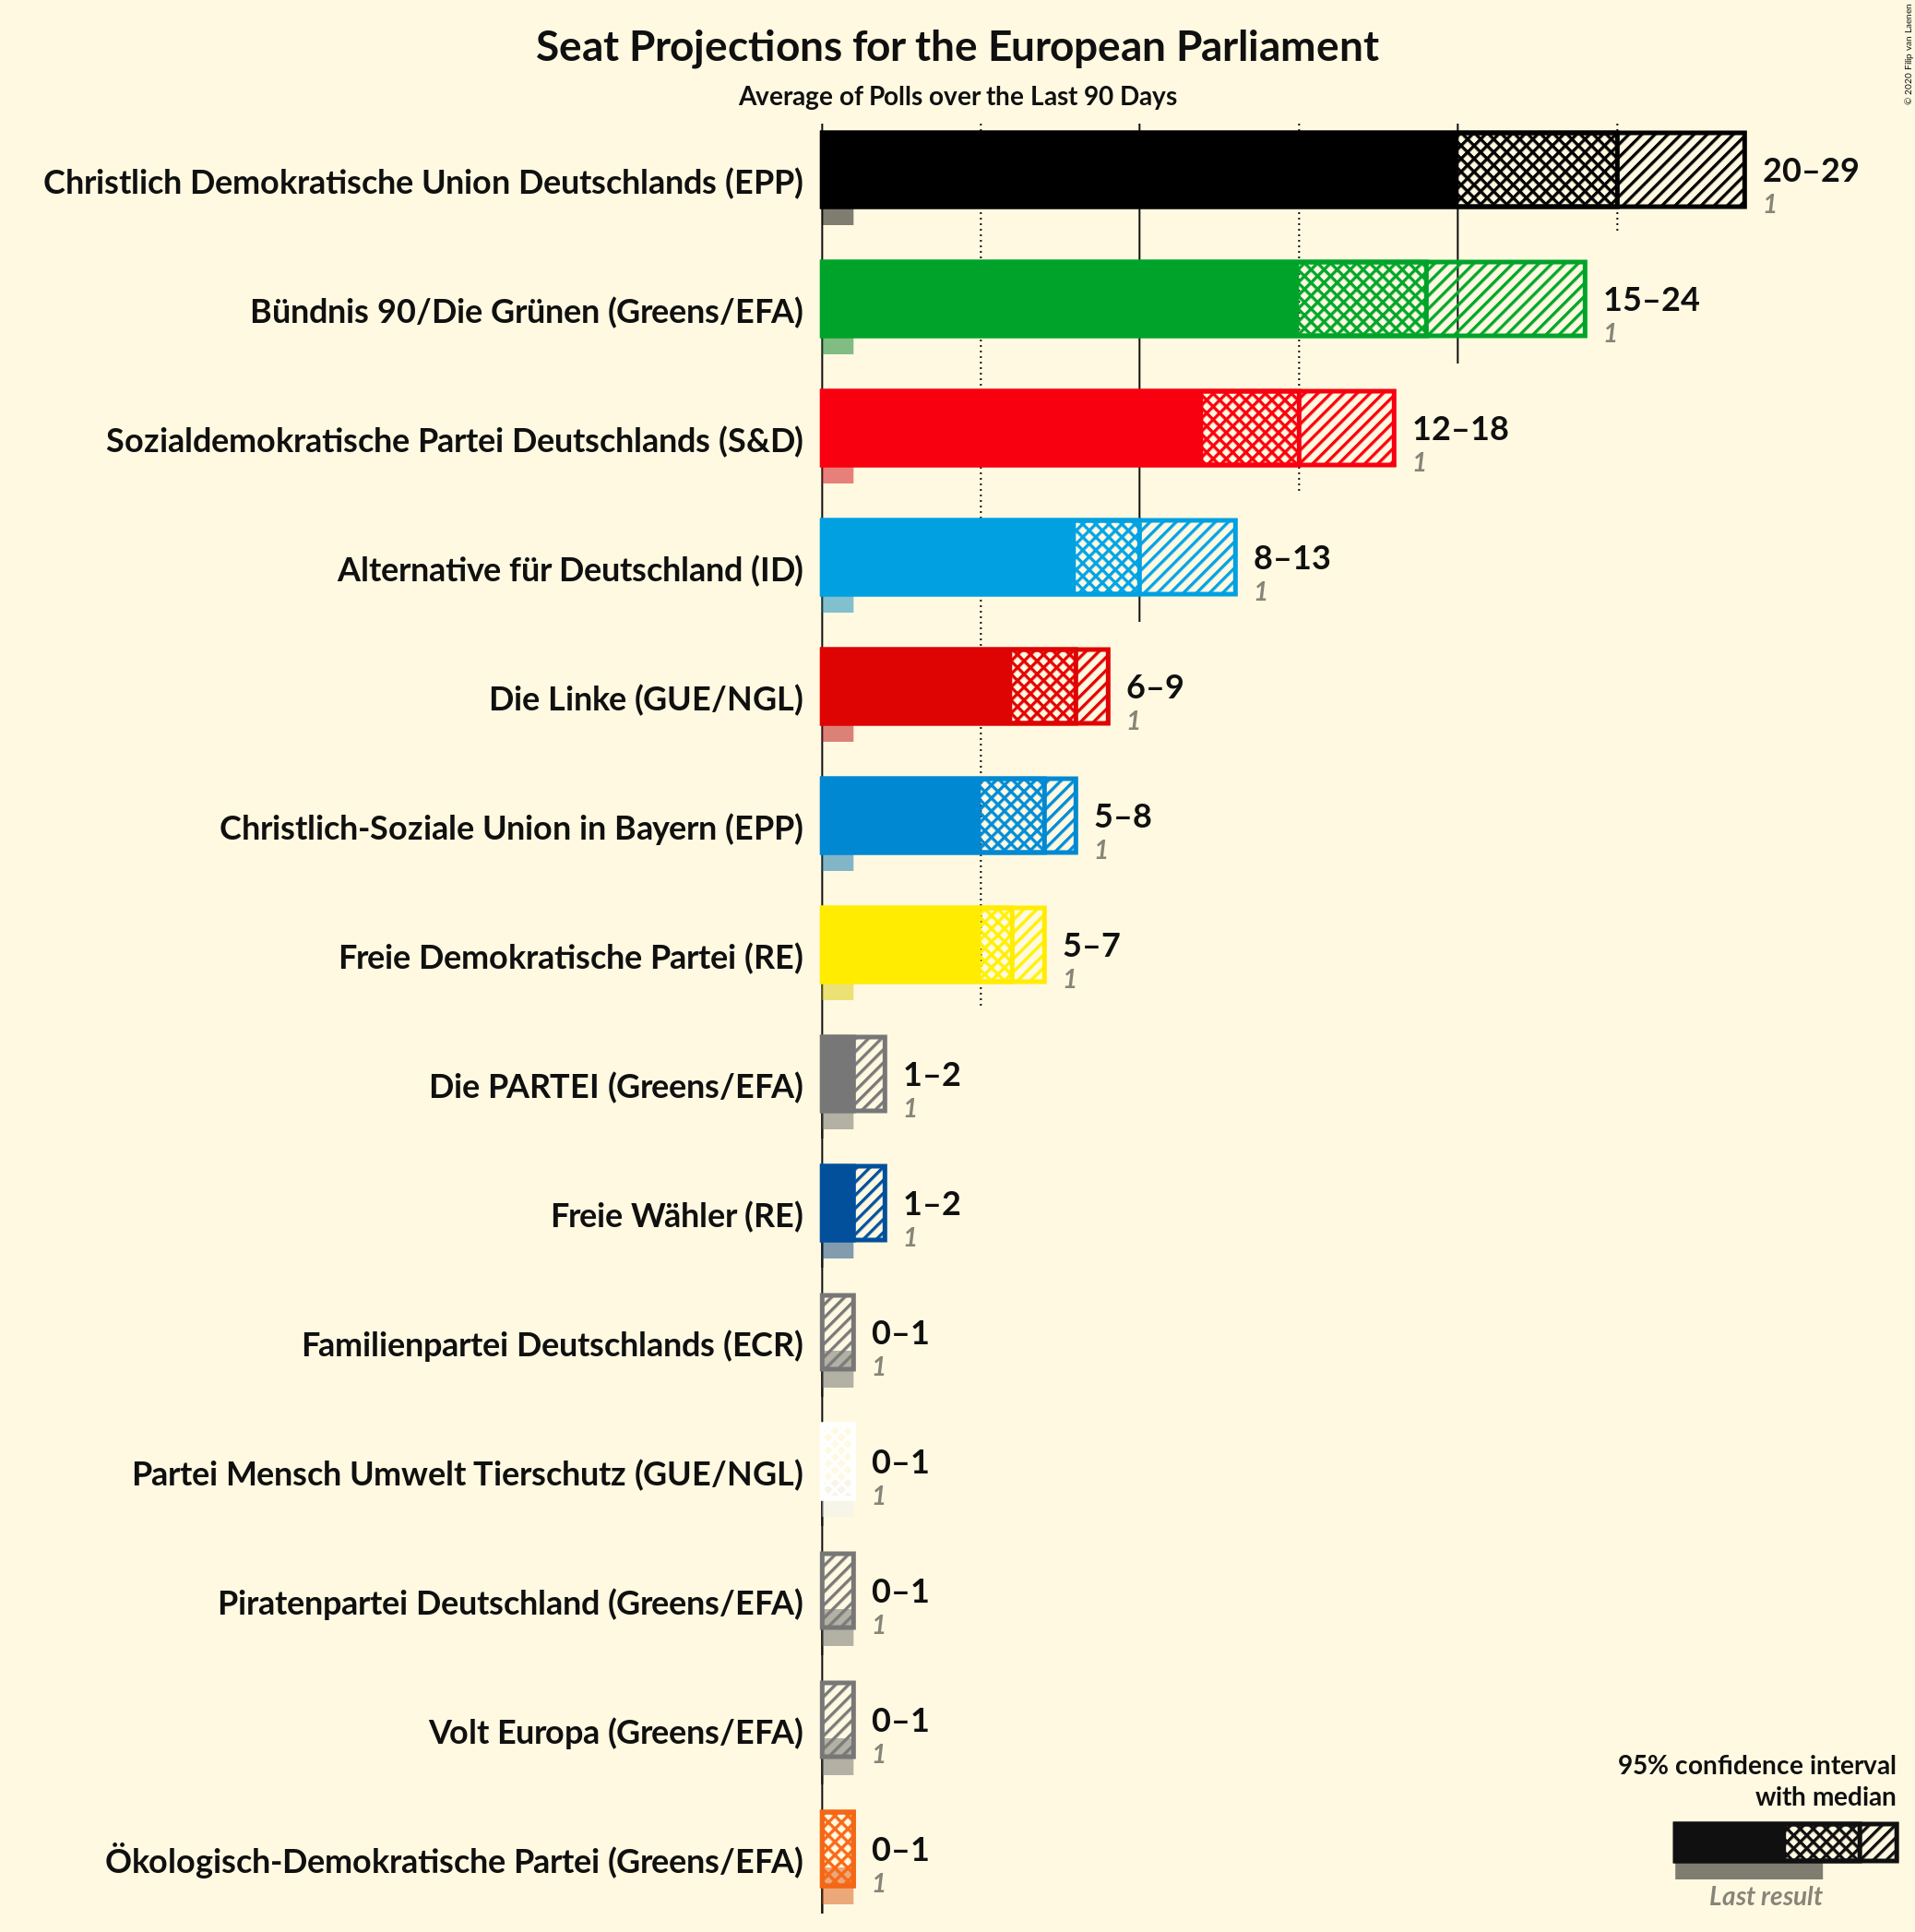 Seat Projections for the European Parliament
Average of Polls over the Last 90 Days
© 2020 Filip van Laenen
Christlich Demokratische Union Deutschlands (EPP)
20–29
1
Bündnis 90/Die Grünen (Greens/EFA)
15–24
1
Sozialdemokratische Partei Deutschlands (S&D)
12–18
1
Alternative für Deutschland (ID)
8–13
1
Die Linke (GUE/NGL)
6–9
1
Christlich-Soziale Union in Bayern (EPP)
5–8
1
Freie Demokratische Partei (RE)
5–7
1
Die PARTEI (Greens/EFA)
1–2
1
Freie Wähler (RE)
1–2
1
Familienpartei Deutschlands (ECR)
0–1
1
Partei Mensch Umwelt Tierschutz (GUE/NGL)
0–1
1
Piratenpartei Deutschland (Greens/EFA)
0–1
1
Volt Europa (Greens/EFA)
0–1
1
Ökologisch-Demokratische Partei (Greens/EFA)
0–1
1
95% confidence interval
with median
Last result